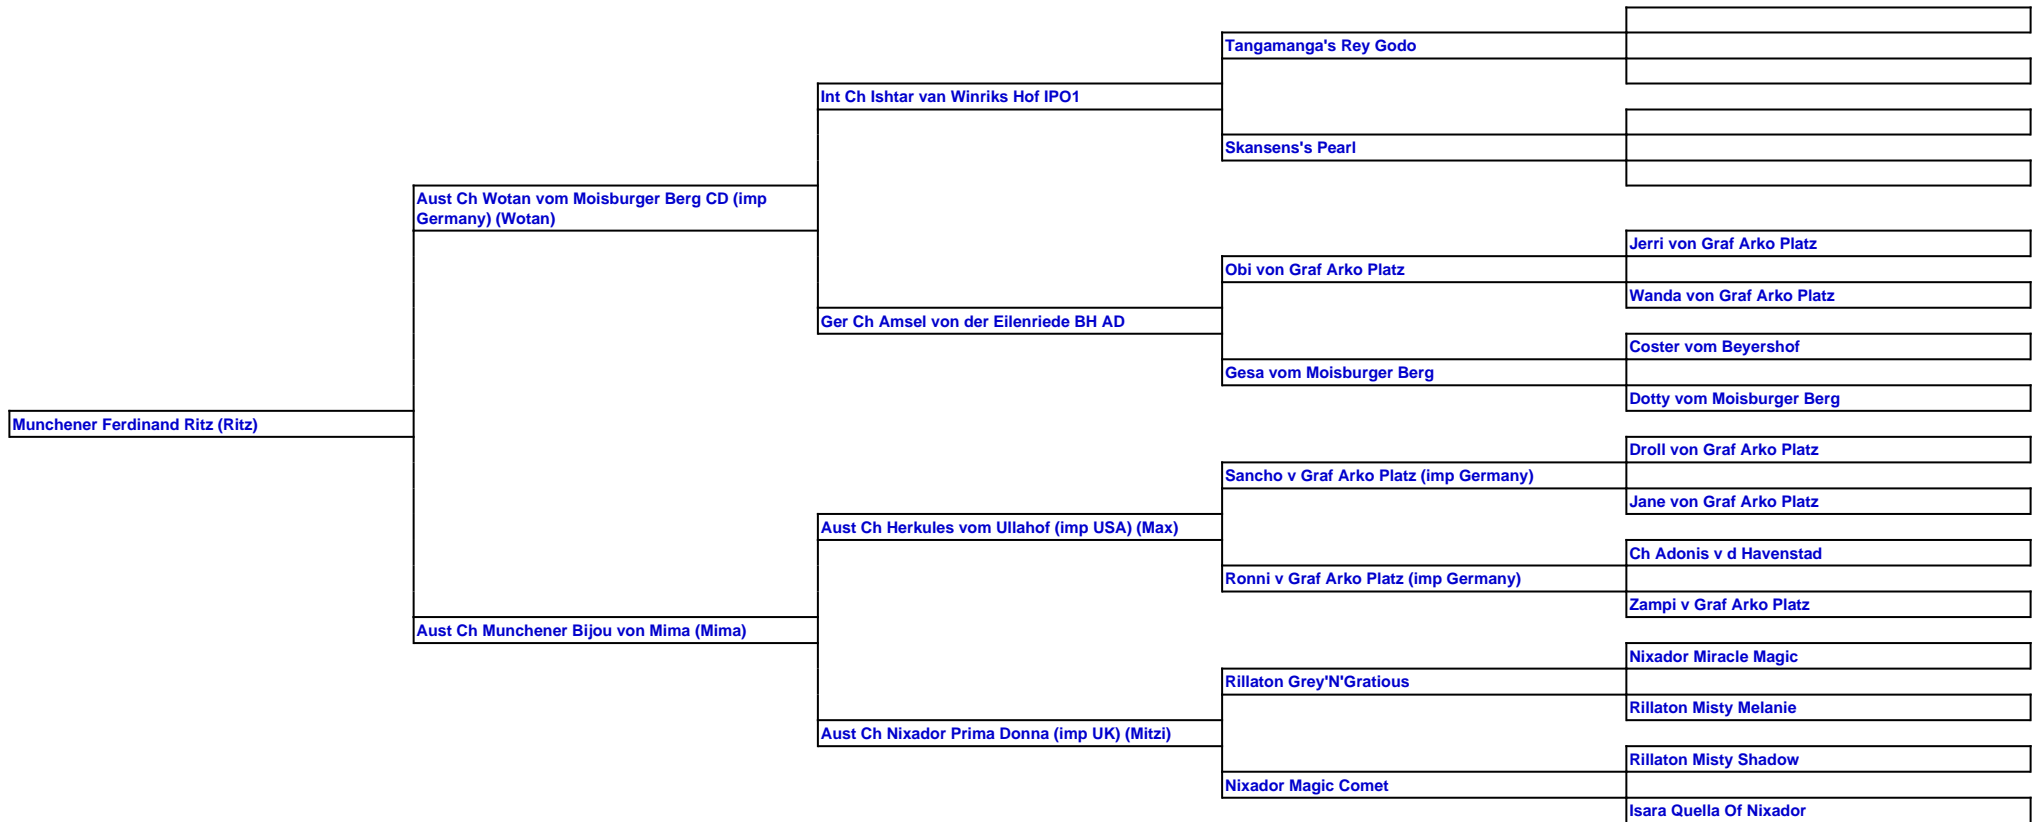 Tangamanga's Rey Godo
Int Ch Ishtar van Winriks Hof IPO1
Skansens's Pearl
Aust Ch Wotan vom Moisburger Berg CD (imp
Germany) (Wotan)
Jerri von Graf Arko Platz
Obi von Graf Arko Platz
Wanda von Graf Arko Platz
Ger Ch Amsel von der Eilenriede BH AD
Coster vom Beyershof
Gesa vom Moisburger Berg
Dotty vom Moisburger Berg
Munchener Ferdinand Ritz (Ritz)
Droll von Graf Arko Platz
Sancho v Graf Arko Platz (imp Germany)
Jane von Graf Arko Platz
Aust Ch Herkules vom Ullahof (imp USA) (Max)
Ch Adonis v d Havenstad
Ronni v Graf Arko Platz (imp Germany)
Zampi v Graf Arko Platz
Aust Ch Munchener Bijou von Mima (Mima)
Nixador Miracle Magic
Rillaton Grey'N'Gratious
Rillaton Misty Melanie
Aust Ch Nixador Prima Donna (imp UK) (Mitzi)
Rillaton Misty Shadow
Nixador Magic Comet
Isara Quella Of Nixador